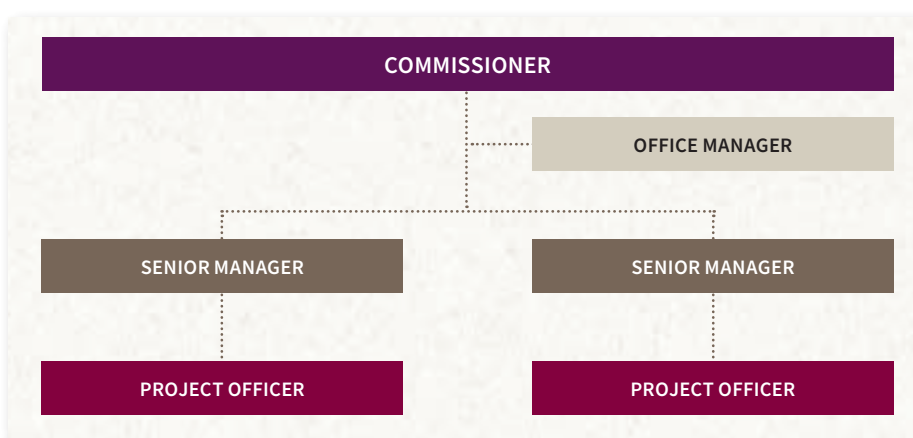 COMMISSIONER
OFFICE MANAGER
SENIOR MANAGER
SENIOR MANAGER
PROJECT OFFICER
PROJECT OFFICER